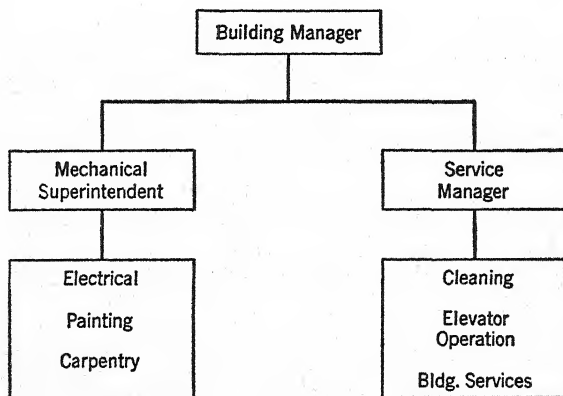 Building Manager
Mechanical
Superintendent
Service
Manager
Electrical
Painting
Carpentry
Cleaning
Elevator
Operation
Bldg. Services